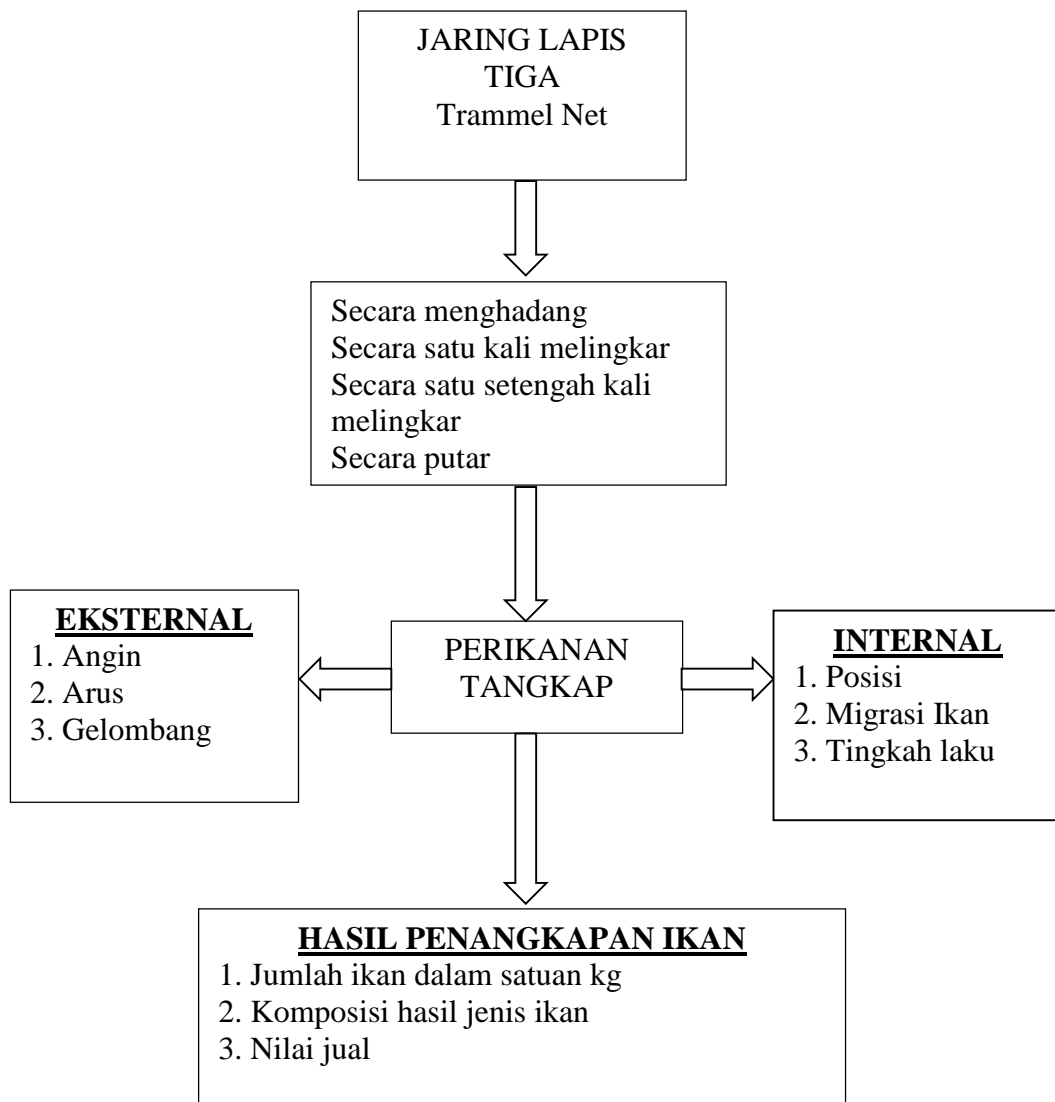 JARING LAPIS
TIGA
Trammel Net
Secara menghadang
Secara satu kali melingkar
Secara satu setengah kali
melingkar
Secara putar
EKSTERNAL
1. Angin
2. Arus
3. Gelombang
PERIKANAN
TANGKAP
INTERNAL
1. Posisi
2. Migrasi Ikan
3. Tingkah laku
HASIL PENANGKAPAN IKAN
1. Jumlah ikan dalam satuan kg
2. Komposisi hasil jenis ikan
3. Nilai jual